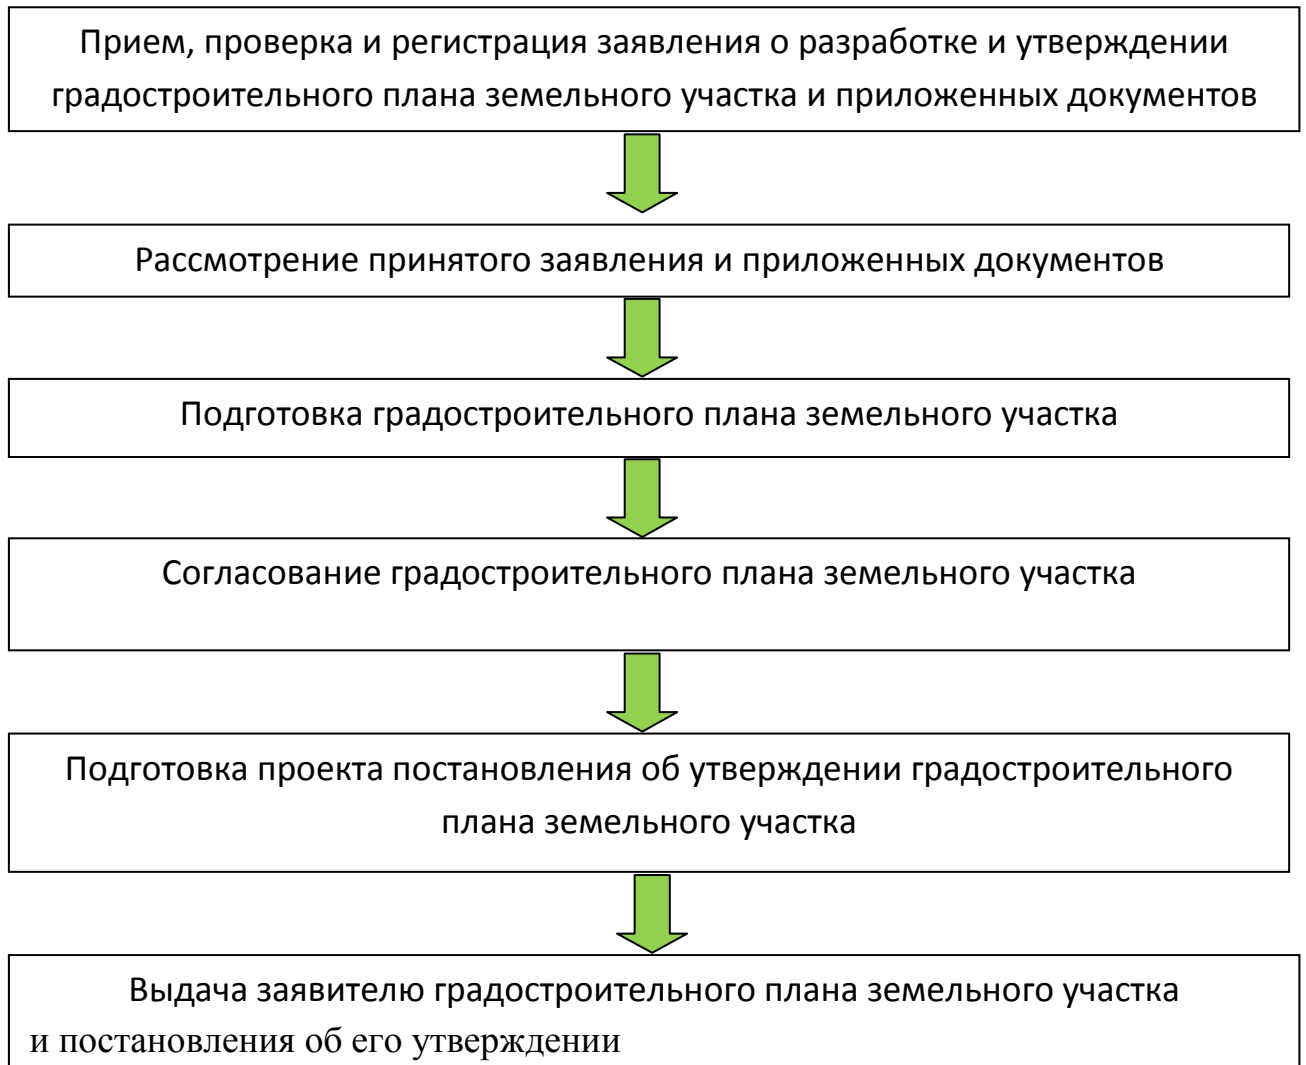 Прием, проверка и регистрация заявления о разработке и утверждении
градостроительного плана земельного участка и приложенных документов
Рассмотрение принятого заявления и приложенных документов
Подготовка градостроительного плана земельного участка
Согласование градостроительного плана земельного участка
Подготовка проекта постановления об утверждении градостроительного
плана земельного участка
Выдача заявителю градостроительного плана земельного участка
и постановления об его утверждении